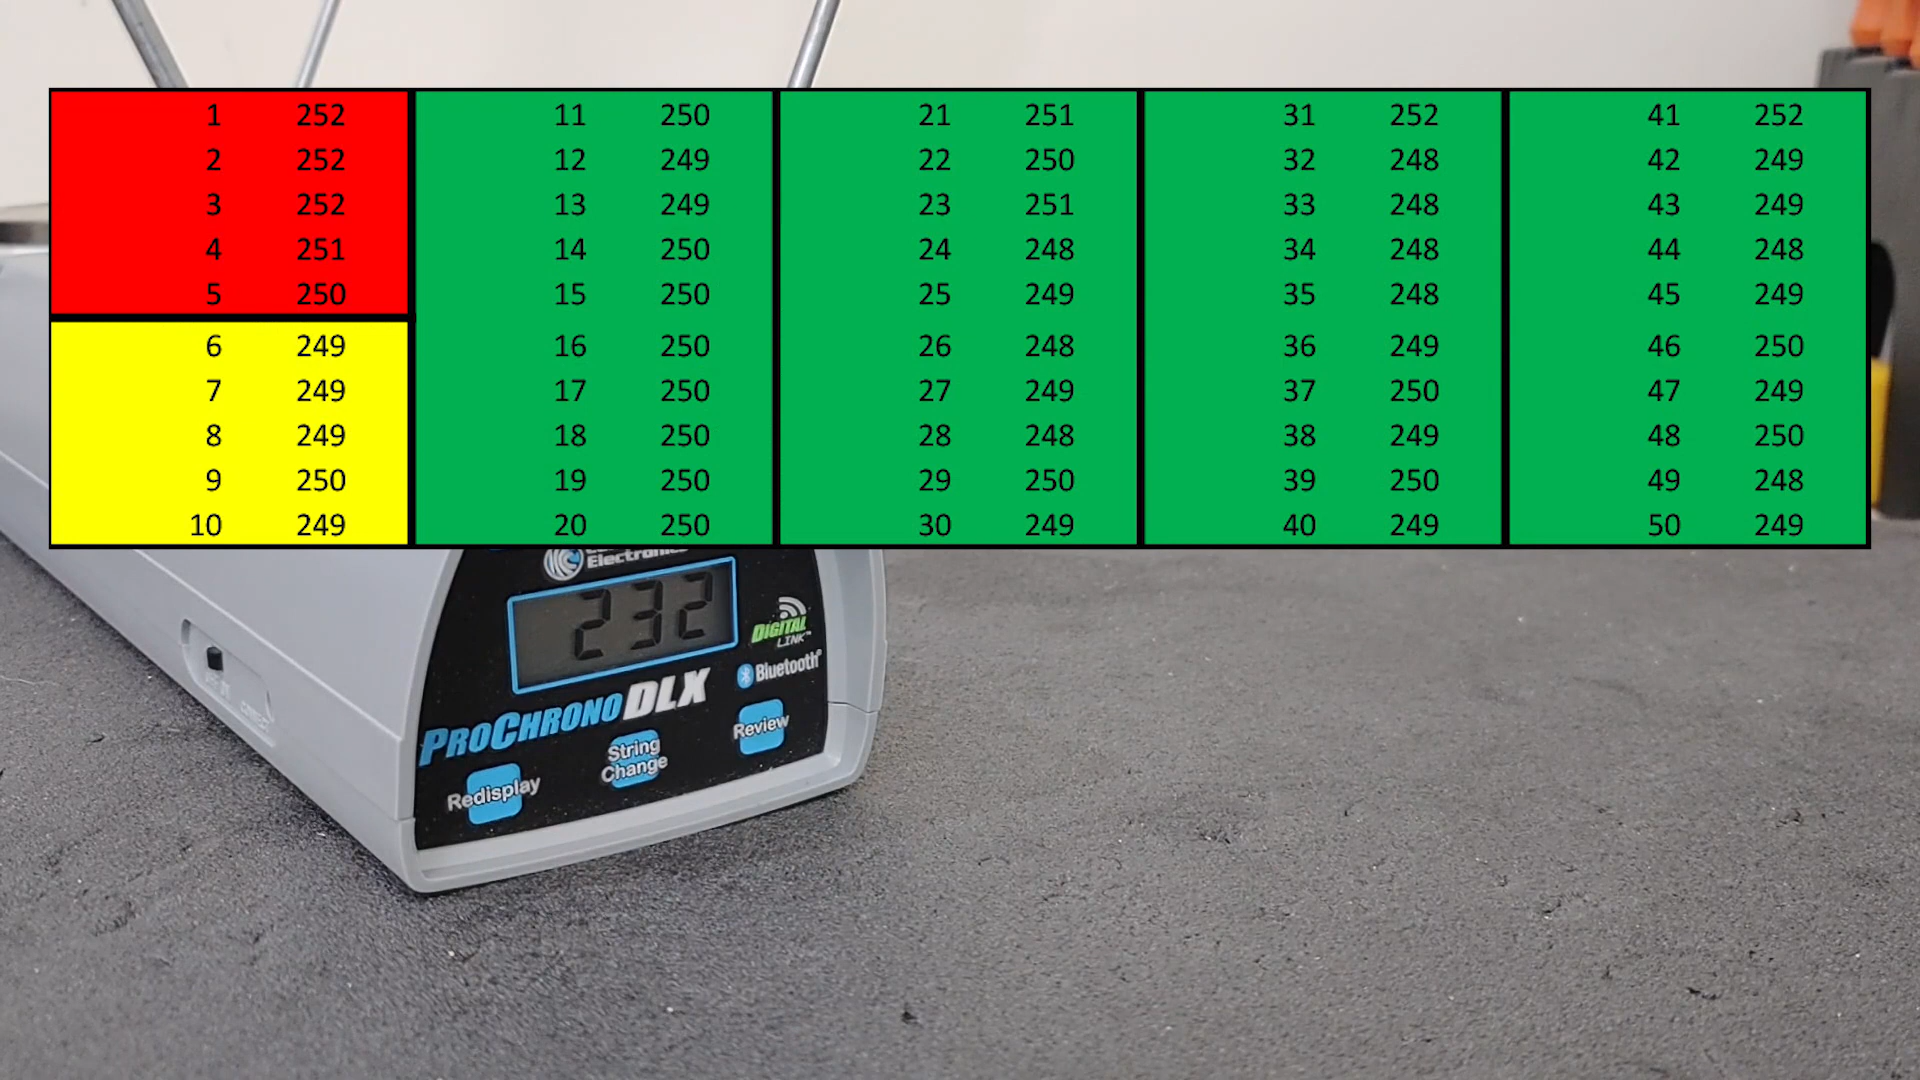 1 252 11 250 21 251 31 252 41 252
2 252 12 249 22 250 32 248 42 249
3 252 13 249 23 251 33 248 43 249
4 251 14 250 24 248 34 248 44 248
5 250 15 250 25 249 35 248 45 249
6 249 16 250 26 248 36 249 46 250
7 249 17 250 27 249 37 250 47 249
8 249 18 250 28 248 38 249 48 250
9 250 19 250 29 250 39 250 49 248
10 249 20 250 30 249 40 249 50 249
Electronics
232
DIGITAL
LINK™
Bluetooth®
PROCHRONO DLX
Redisplay
String
Change
Review